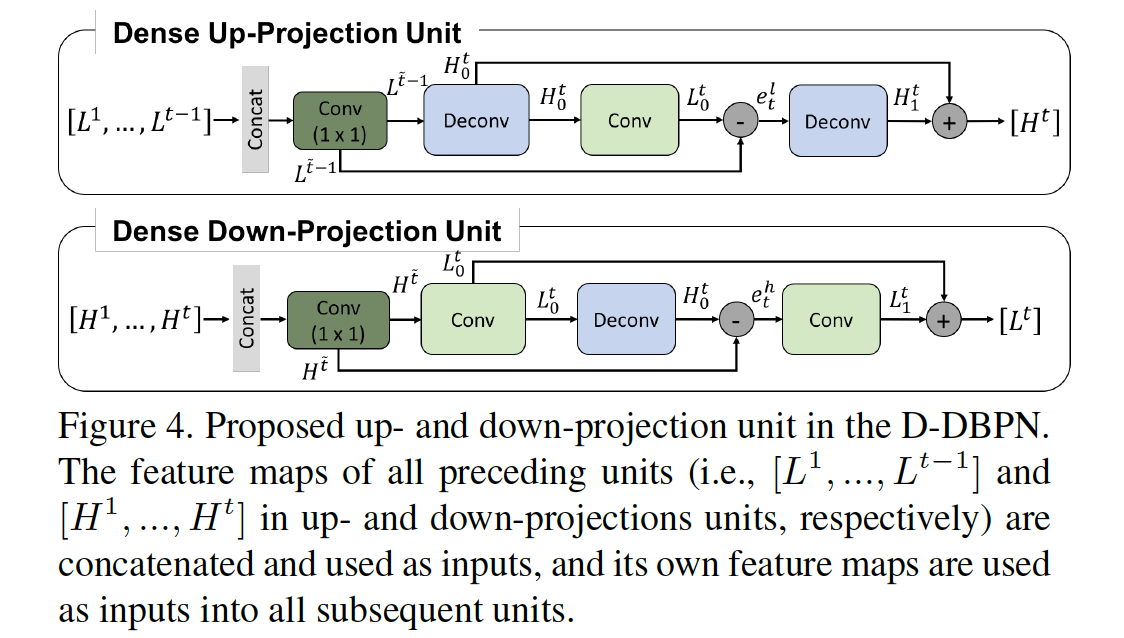 Dense Up-Projection Unit
[L^1, ..., L^{t-1}]
Concat
Conv
(1 x 1)
L^{\tilde{t}-1}
L^{\tilde{t}-1}
H_0^t
Deconv
H_0^t
Conv
L_0^t
-
e_t^l
Deconv
H_1^t
+
[H^t]
Dense Down-Projection Unit
[H^1, ..., H^t]
Concat
Conv
(1 x 1)
H^{\tilde{t}}
H^{\tilde{t}}
L_0^t
Conv
L_0^t
Deconv
H_0^t
-
e_t^h
Conv
L_1^t
+
[L^t]
Figure 4. Proposed up- and down-projection unit in the D-DBPN.
The feature maps of all preceding units (i.e., [L^1, ..., L^{t-1}] and
[H^1, ..., H^t] in up- and down-projections units, respectively) are
concatenated and used as inputs, and its own feature maps are used
as inputs into all subsequent units.